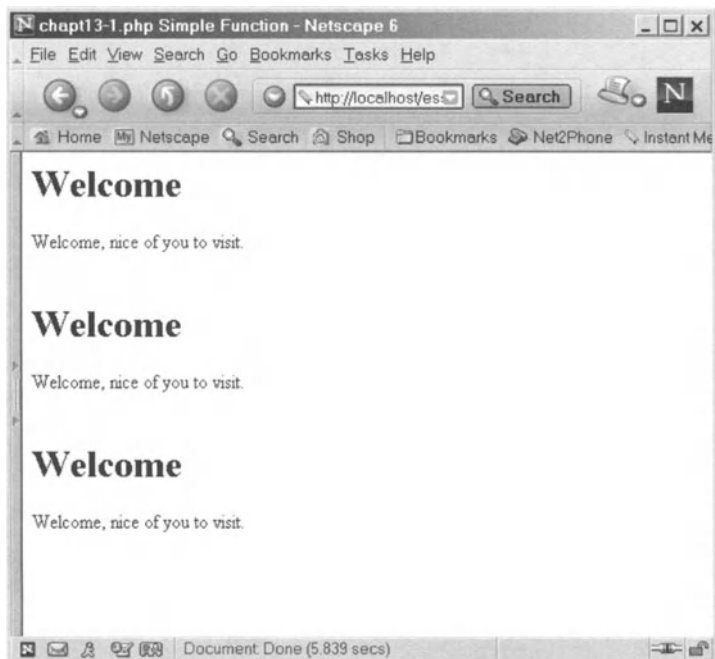 N chapt13-1.php Simple Function - Netscape 6
File Edit View Search Go Bookmarks Tasks Help
http://localhost/es Search N
Home My Netscape Search Shop Bookmarks Net2Phone Instant Me
Welcome
Welcome, nice of you to visit.
Welcome
Welcome, nice of you to visit.
Welcome
Welcome, nice of you to visit.
N Document: Done (5.839 secs)